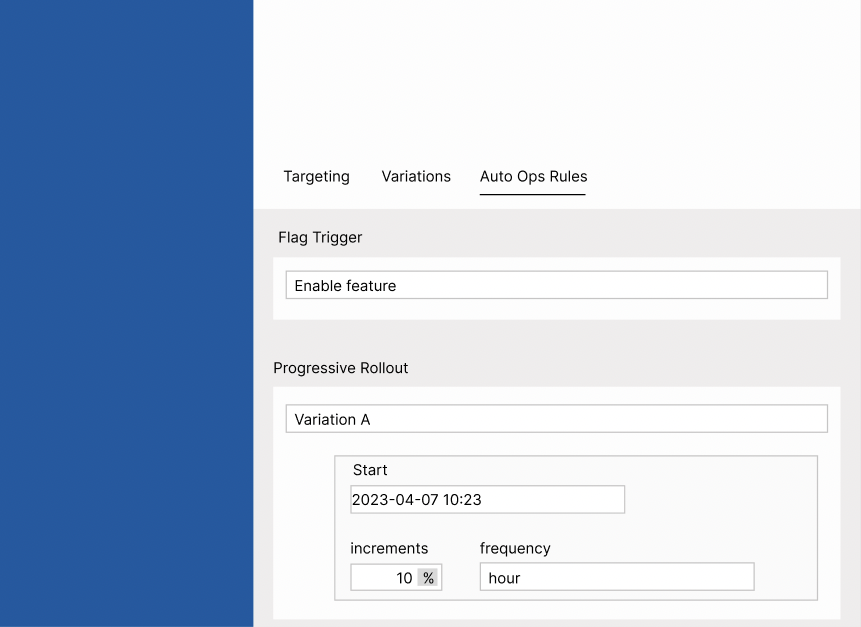 Targeting Variations Auto Ops Rules
Flag Trigger
Enable feature
Progressive Rollout
Variation A
Start
2023-04-07 10:23
increments frequency
10 % hour